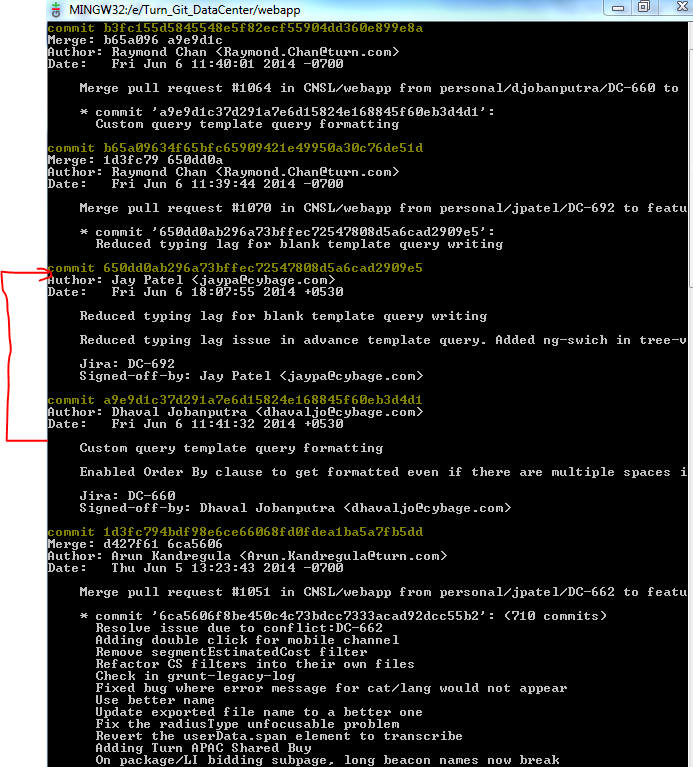 MINGW32:/e/Turn_Git_DataCenter/webapp
commit b3fc155d5845548e5f82ecf55904dd360e899e8a
Merge: b65a096 a9e9d1c
Author: Raymond Chan <Raymond.Chan@turn.com>
Date:   Fri Jun 6 11:40:01 2014 -0700
Merge pull request #1064 in CNSL/webapp from personal/djobanputra/DC-660 to
* commit 'a9e9d1c37d291a7e6d15824e168845f60eb3d4d1':
Custom query template query formatting
commit b65a09634f65bfc65909421e49950a30c76de51d
Merge: 1d3fc79 650dd0a
Author: Raymond Chan <Raymond.Chan@turn.com>
Date:   Fri Jun 6 11:39:44 2014 -0700
Merge pull request #1070 in CNSL/webapp from personal/jpatel/DC-692 to featu
* commit '650dd0ab296a73bffec72547808d5a6cad2909e5':
Reduced typing lag for blank template query writing
commit 650dd0ab296a73bffec72547808d5a6cad2909e5
Author: Jay Patel <jaypa@cybage.com>
Date:   Fri Jun 6 18:07:55 2014 +0530
Reduced typing lag for blank template query writing
Reduced typing lag issue in advance template query. Added ng-swich in tree-v
Jira: DC-692
Signed-off-by: Jay Patel <jaypa@cybage.com>
commit a9e9d1c37d291a7e6d15824e168845f60eb3d4d1
Author: Dhaval Jobanputra <dhavaljo@cybage.com>
Date:   Fri Jun 6 11:41:32 2014 +0530
Custom query template query formatting
Enabled Order By clause to get formatted even if there are multiple spaces i
Jira: DC-660
Signed-off-by: Dhaval Jobanputra <dhavaljo@cybage.com>
commit 1d3fc794bdf98e6ce66068fd0fdea1ba5a7fb5dd
Merge: d427f61 6ca5606
Author: Arun Kandregula <Arun.Kandregula@turn.com>
Date:   Thu Jun 5 13:23:43 2014 -0700
Merge pull request #1051 in CNSL/webapp from personal/jpatel/DC-662 to featu
* commit '6ca5606f8be450c4c73bdcc7333acad92dcc55b2': (710 commits)
Resolve issue due to conflict:DC-662
Adding double click for mobile channel
Remove segmentEstimatedCost filter
Refactor CS filters into their own files
Check in grunt-legacy-log
Fixed bug where error message for cat/lang would not appear
Use better name
Update exported file name to a better one
Fix the radiusType unfocusable problem
Revert the userData.span element to transcribe
Adding Turn APAC Shared Buy
On package/LI bidding subpage, long beacon names now break